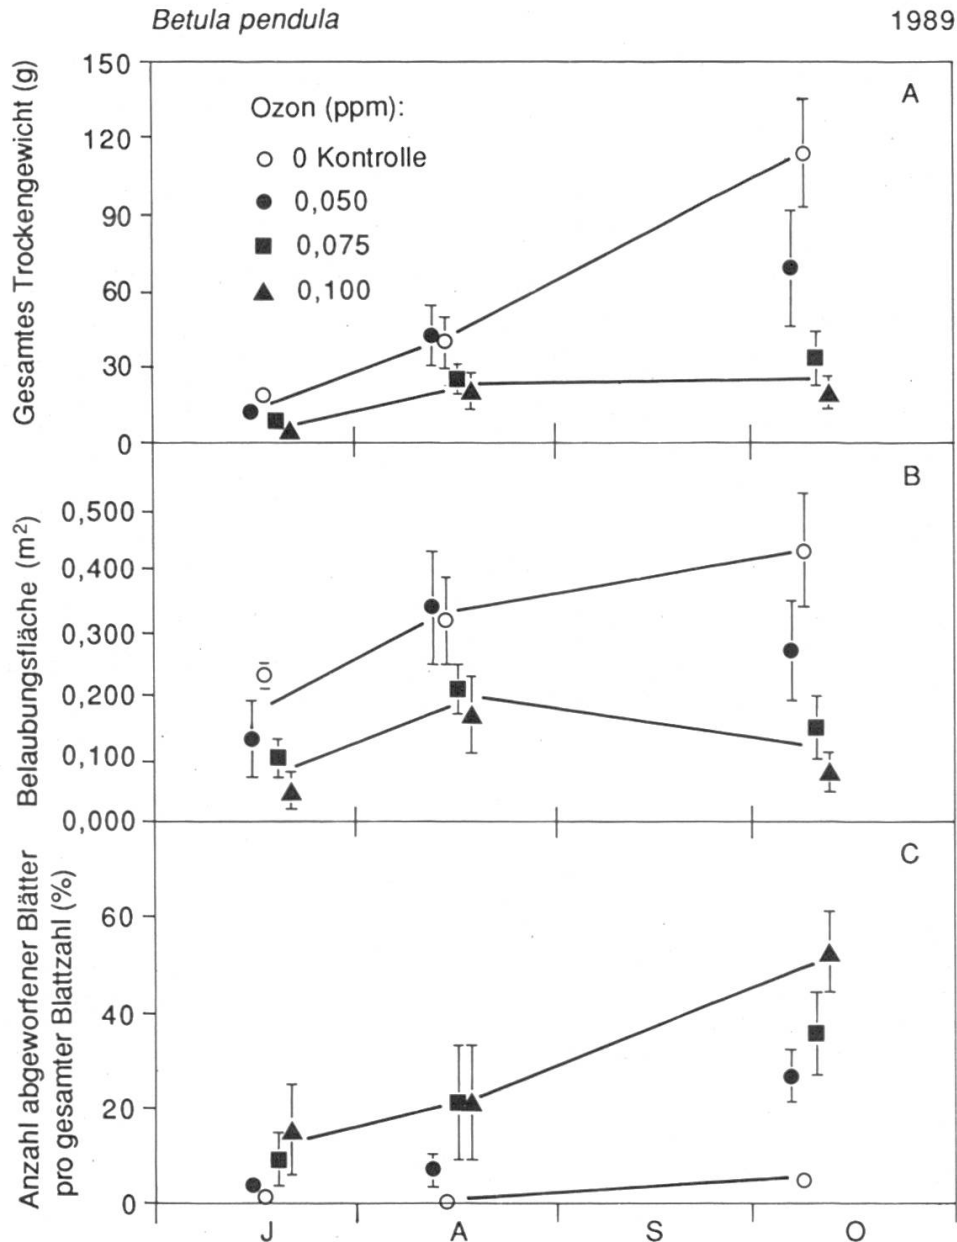 Betula pendula 1989
Gesamtes Trockengewicht (g)
150
120
90
60
30
0
A
Ozon (ppm):
0 Kontrolle
0,050
0,075
0,100
Belaubungsfläche (m²)
0,500
0,400
0,300
0,200
0,100
0,000
B
Anzahl abgeworfener Blätter
pro gesamter Blattzahl (%)
60
40
20
0
C
J A S O